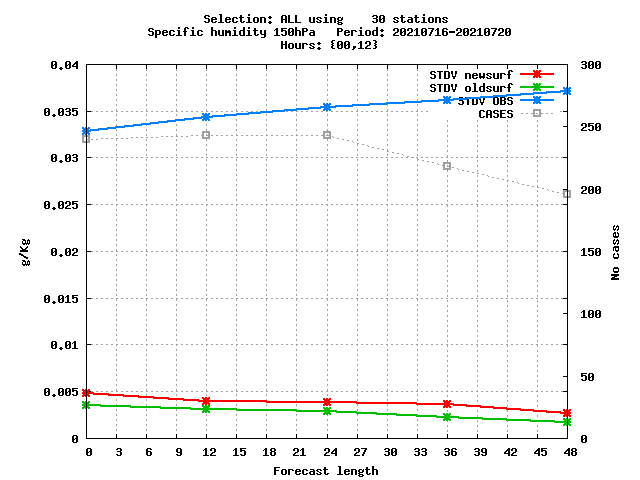 Selection: ALL using    30 stations
Specific humidity 150hPa   Period: 20210716-20210720
Hours: {00,12}
STDV newsurf
STDV oldsurf
STDV OBS
CASES
0.04
0.035
0.03
0.025
0.02
0.015
0.01
0.005
0
g/Kg
300
250
200
150
100
50
0
No cases
0 3 6 9 12 15 18 21 24 27 30 33 36 39 42 45 48
Forecast length